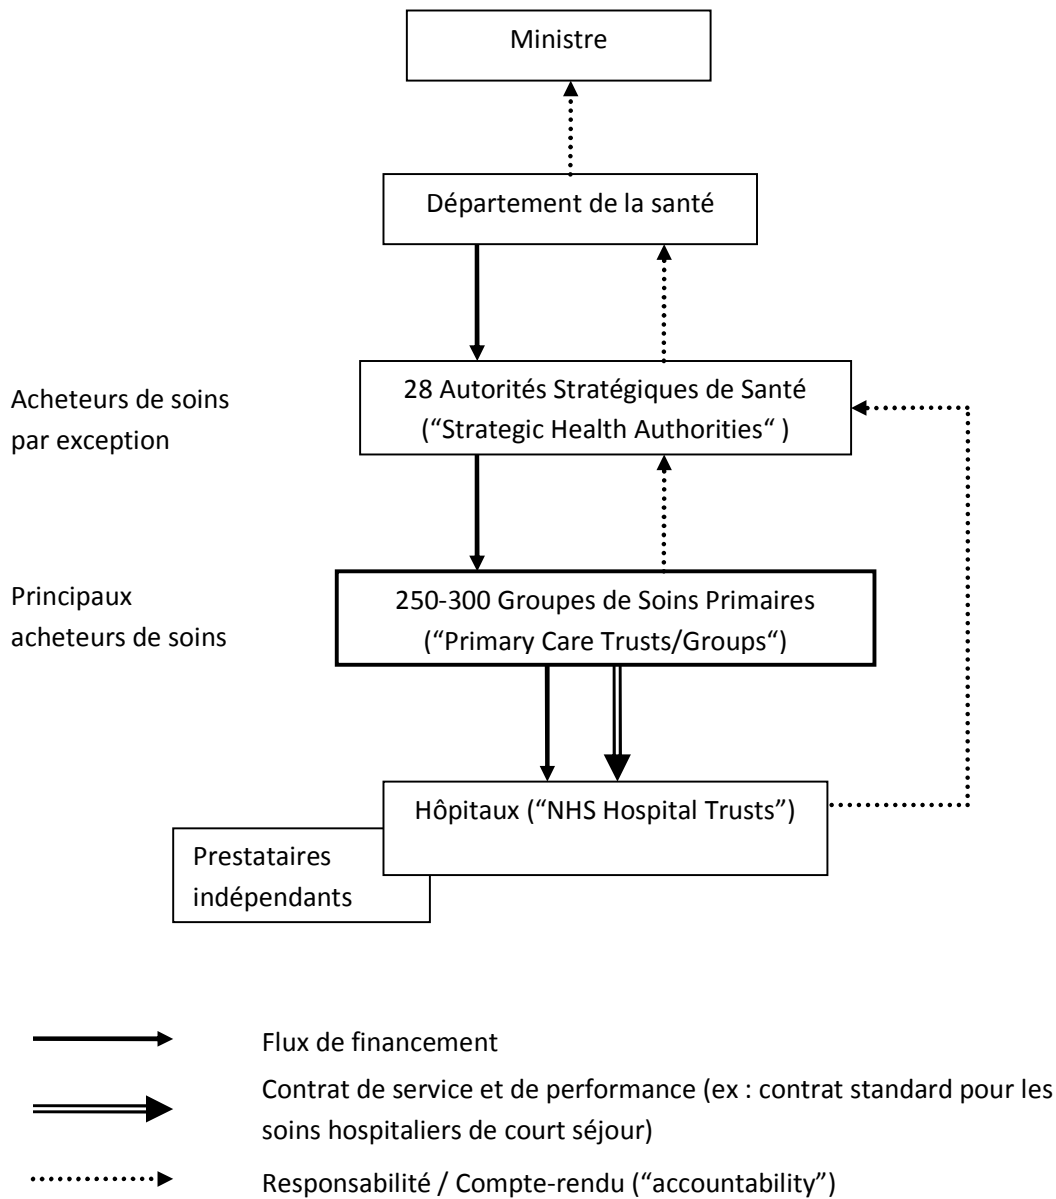 Ministre
Département de la santé
Acheteurs de soins
par exception
28 Autorités Stratégiques de Santé
(“Strategic Health Authorities“ )
Principaux
acheteurs de soins
250-300 Groupes de Soins Primaires
(“Primary Care Trusts/Groups“)
Hôpitaux (“NHS Hospital Trusts”)
Prestataires
indépendants
Flux de financement
Contrat de service et de performance (ex : contrat standard pour les
soins hospitaliers de court séjour)
Responsabilité / Compte-rendu (“accountability”)